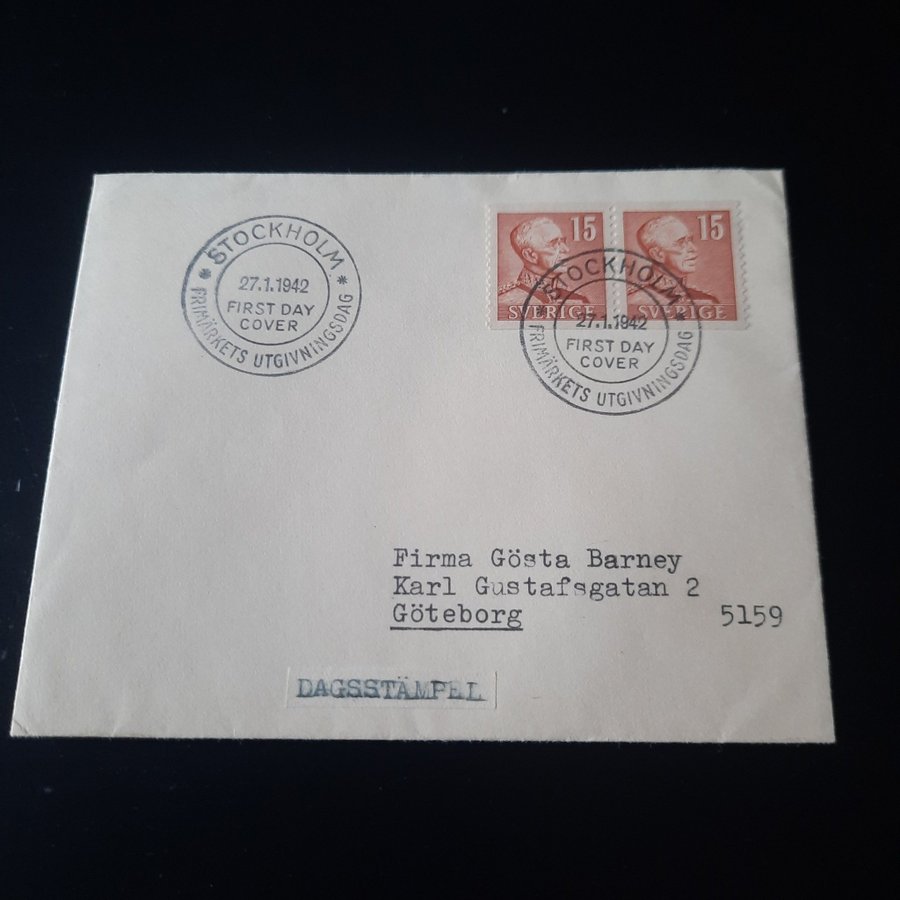 STOCKHOLM
27.1.1942
FIRST DAY
COVER
* FRIMÄRKETS UTGIVNINGSDAG *
15
SVERIGE
15
SVERIGE
STOCKHOLM
27.1.1942
FIRST DAY
COVER
* FRIMÄRKETS UTGIVNINGSDAG *
Firma Gösta Barney
Karl Gustafsgatan 2
Göteborg 5159
DAGSSTÄMPEL